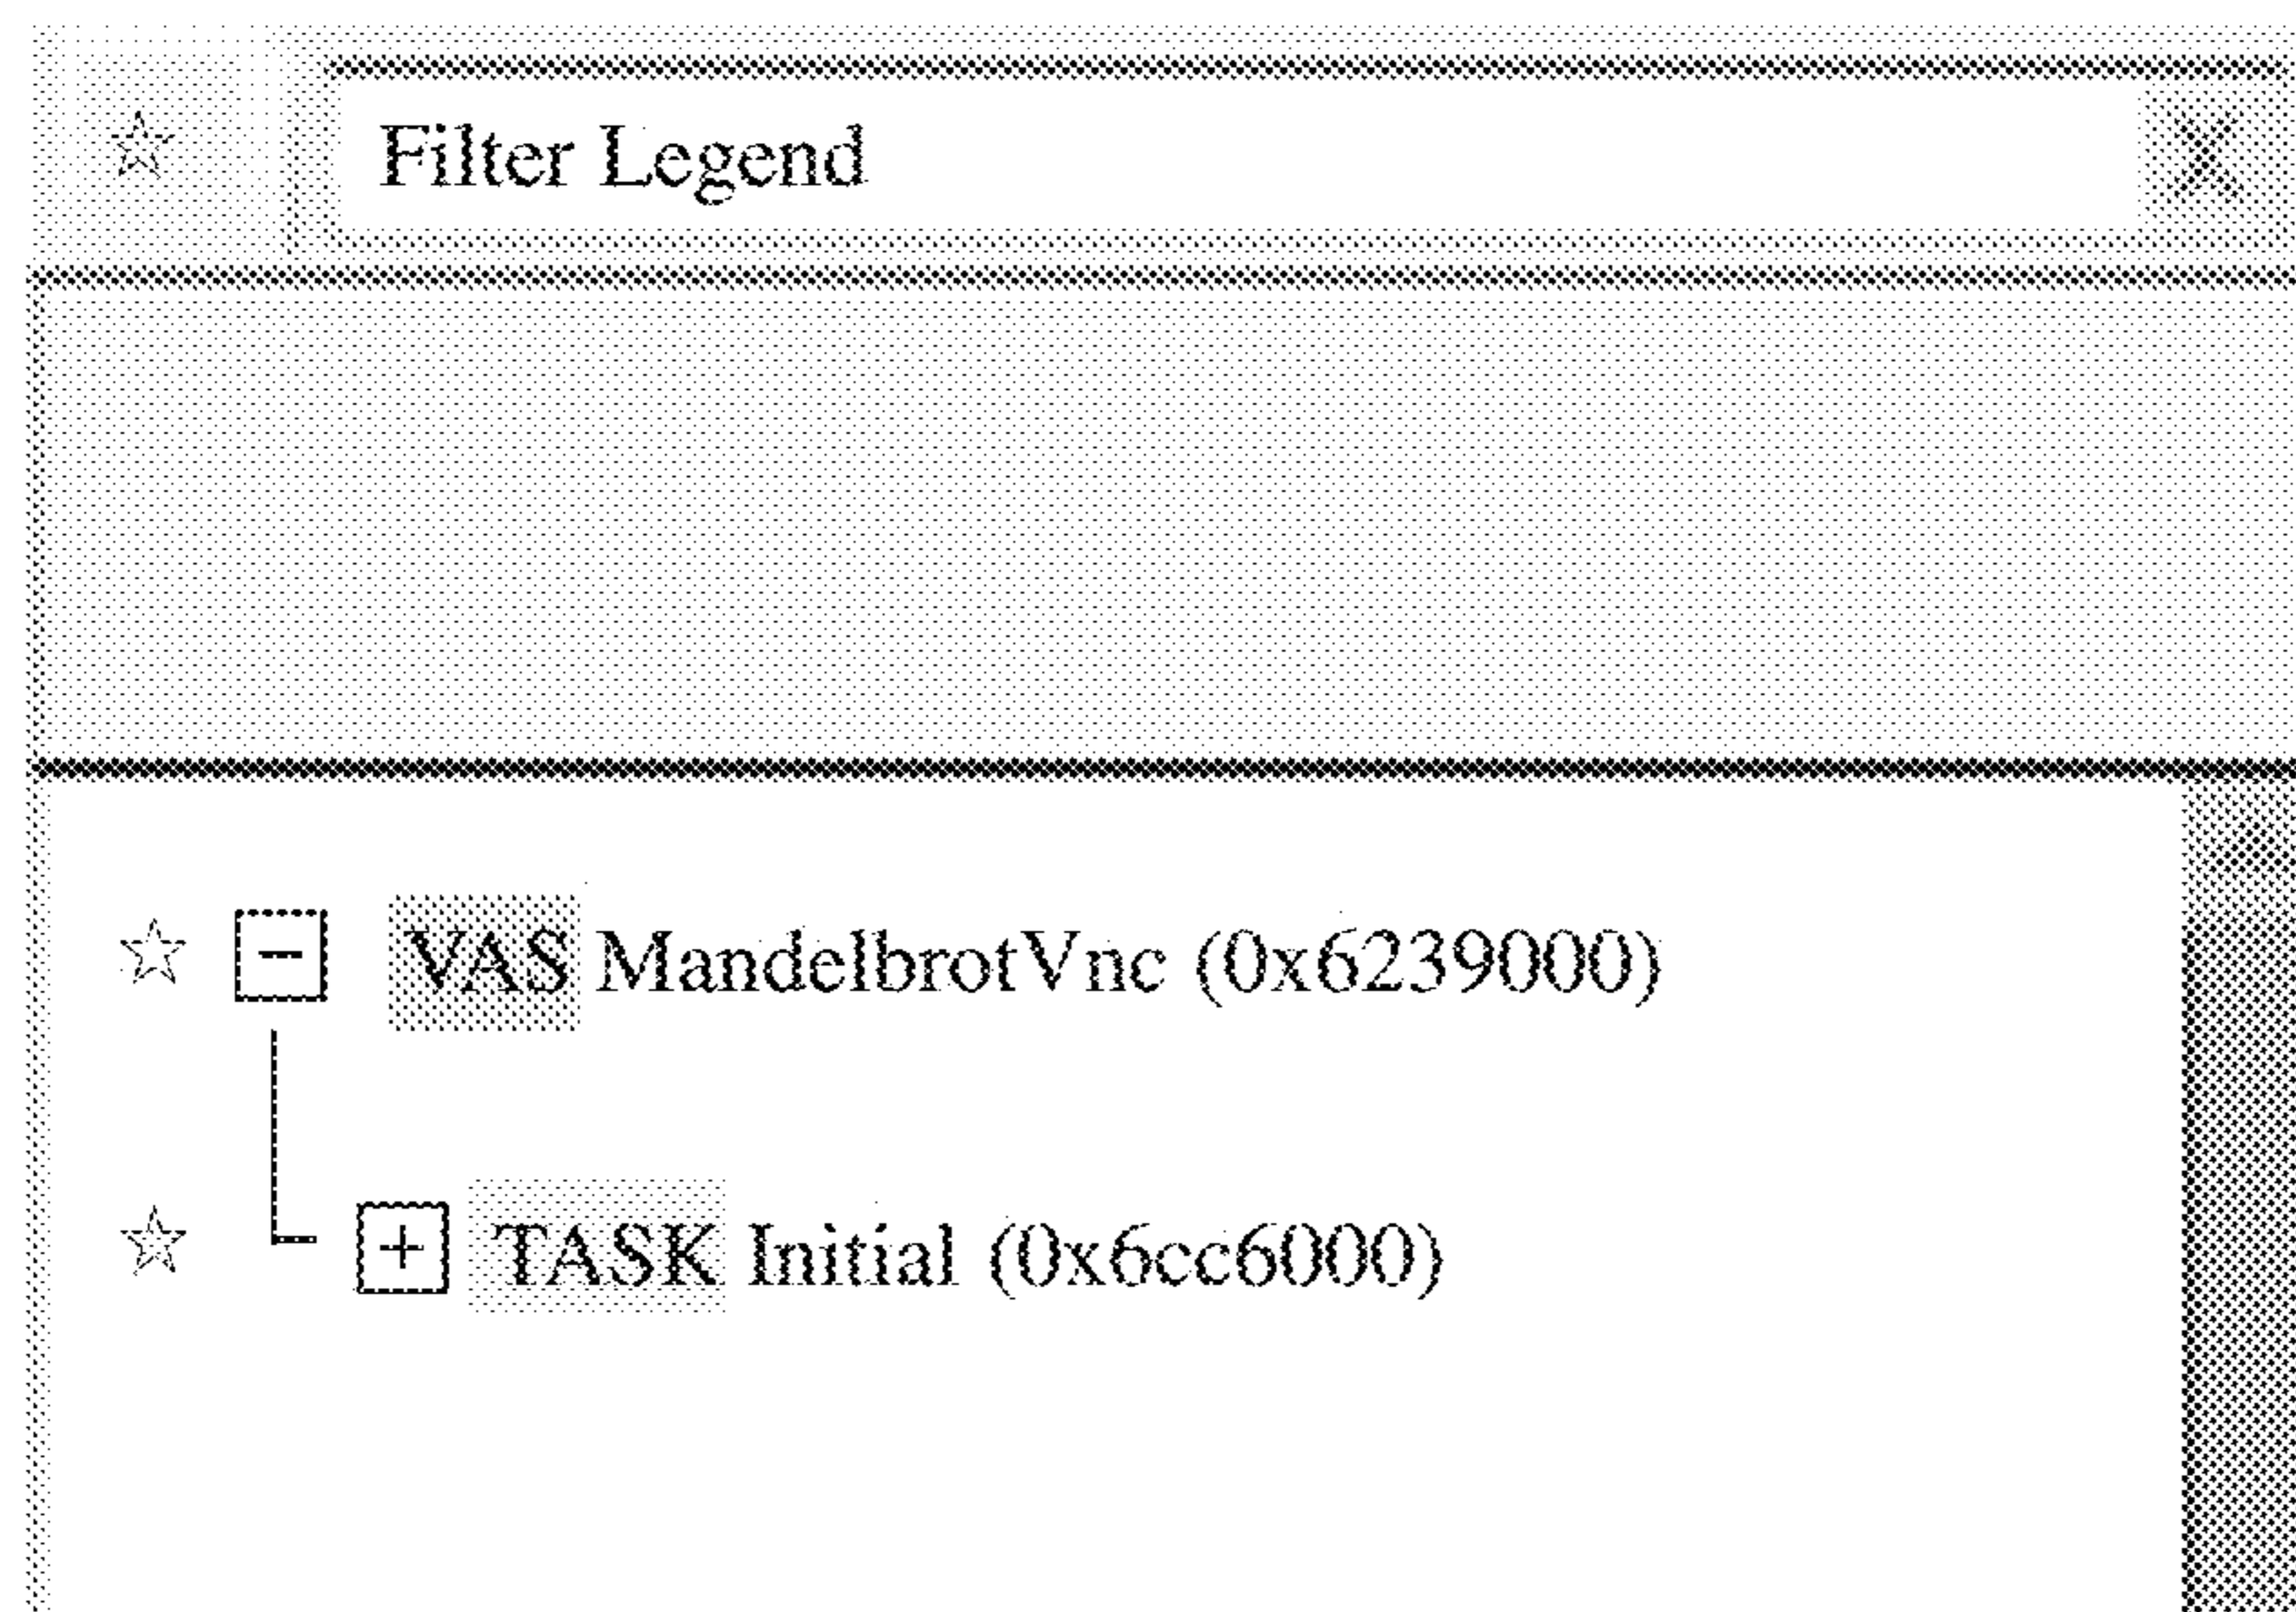 ☆ Filter Legend X
☆ − VAS MandelbrotVnc (0x6239000)
☆ + TASK Initial (0x6cc6000)